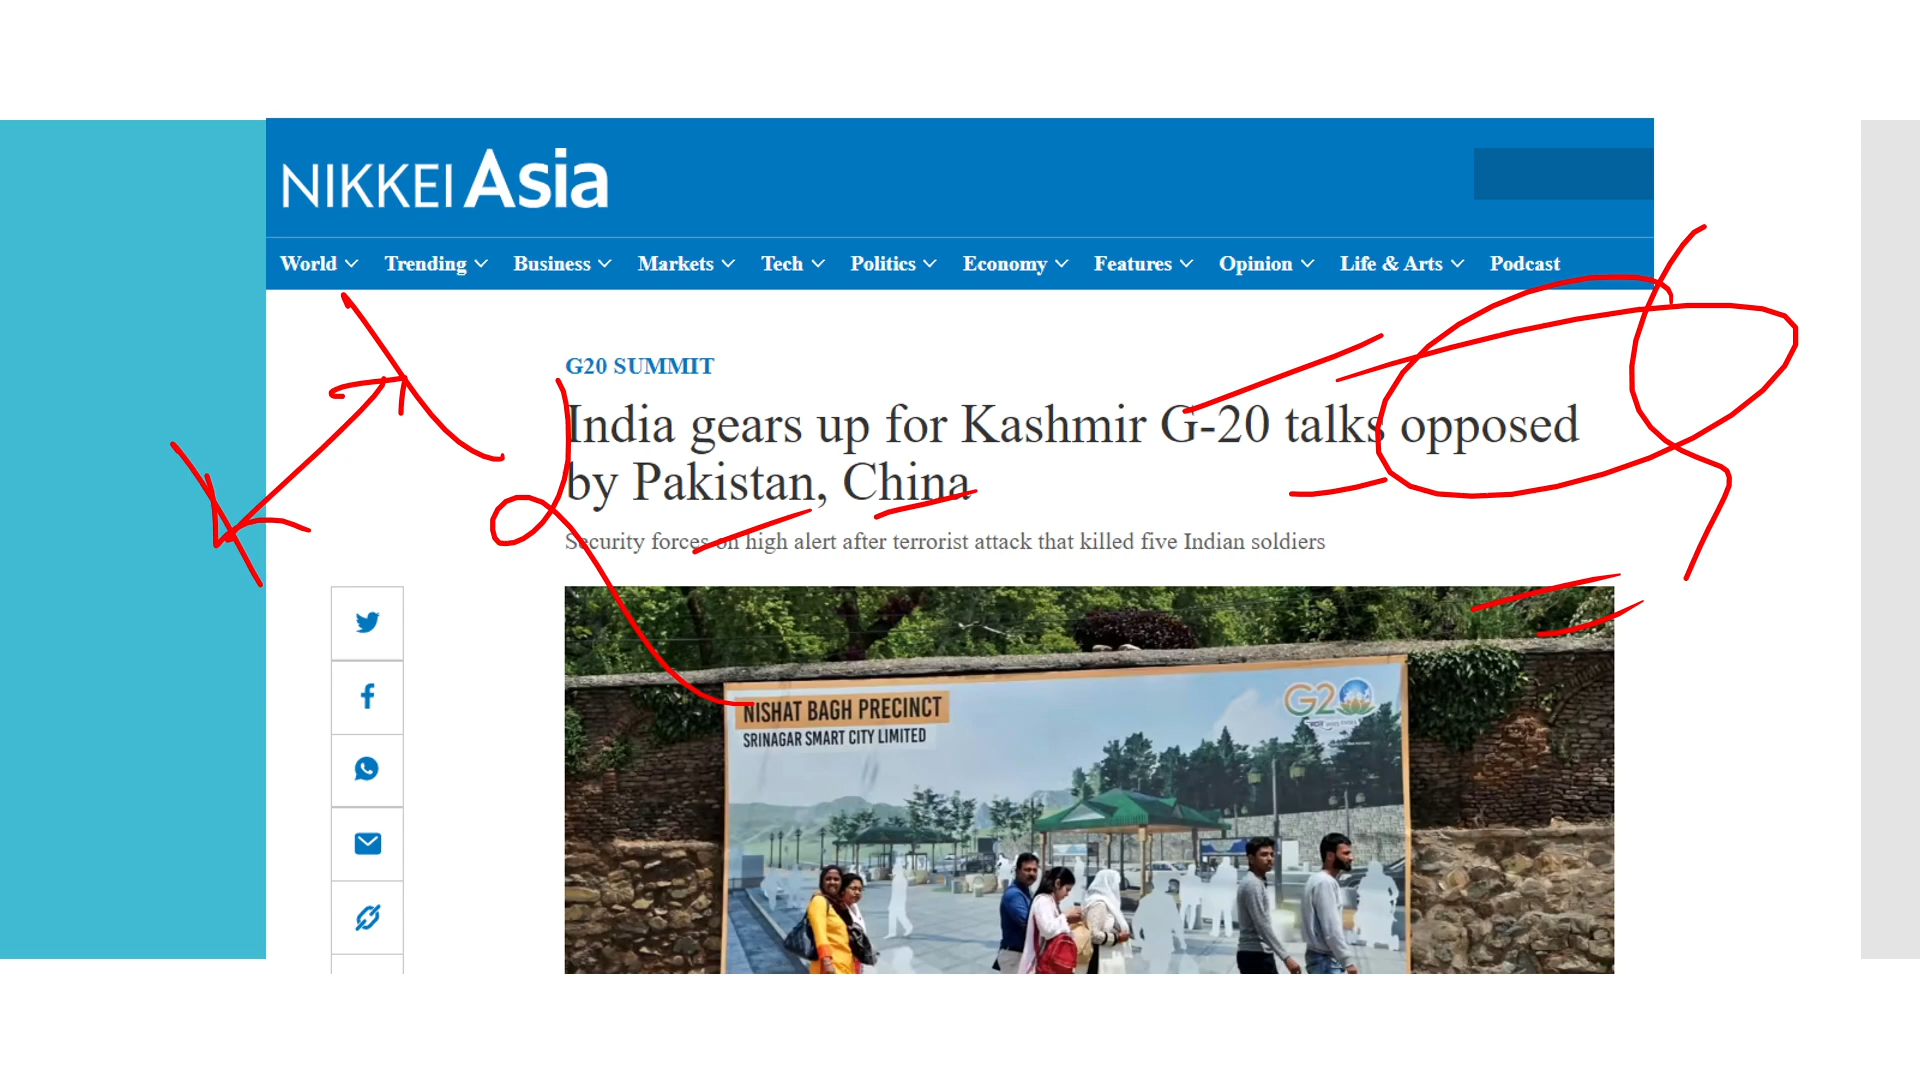 NIKKEI Asia
World Trending Business Markets Tech Politics Economy Features Opinion Life & Arts Podcast
G20 SUMMIT
India gears up for Kashmir G-20 talks opposed
by Pakistan, China
Security forces on high alert after terrorist attack that killed five Indian soldiers
NISHAT BAGH PRECINCT
SRINAGAR SMART CITY LIMITED
G20